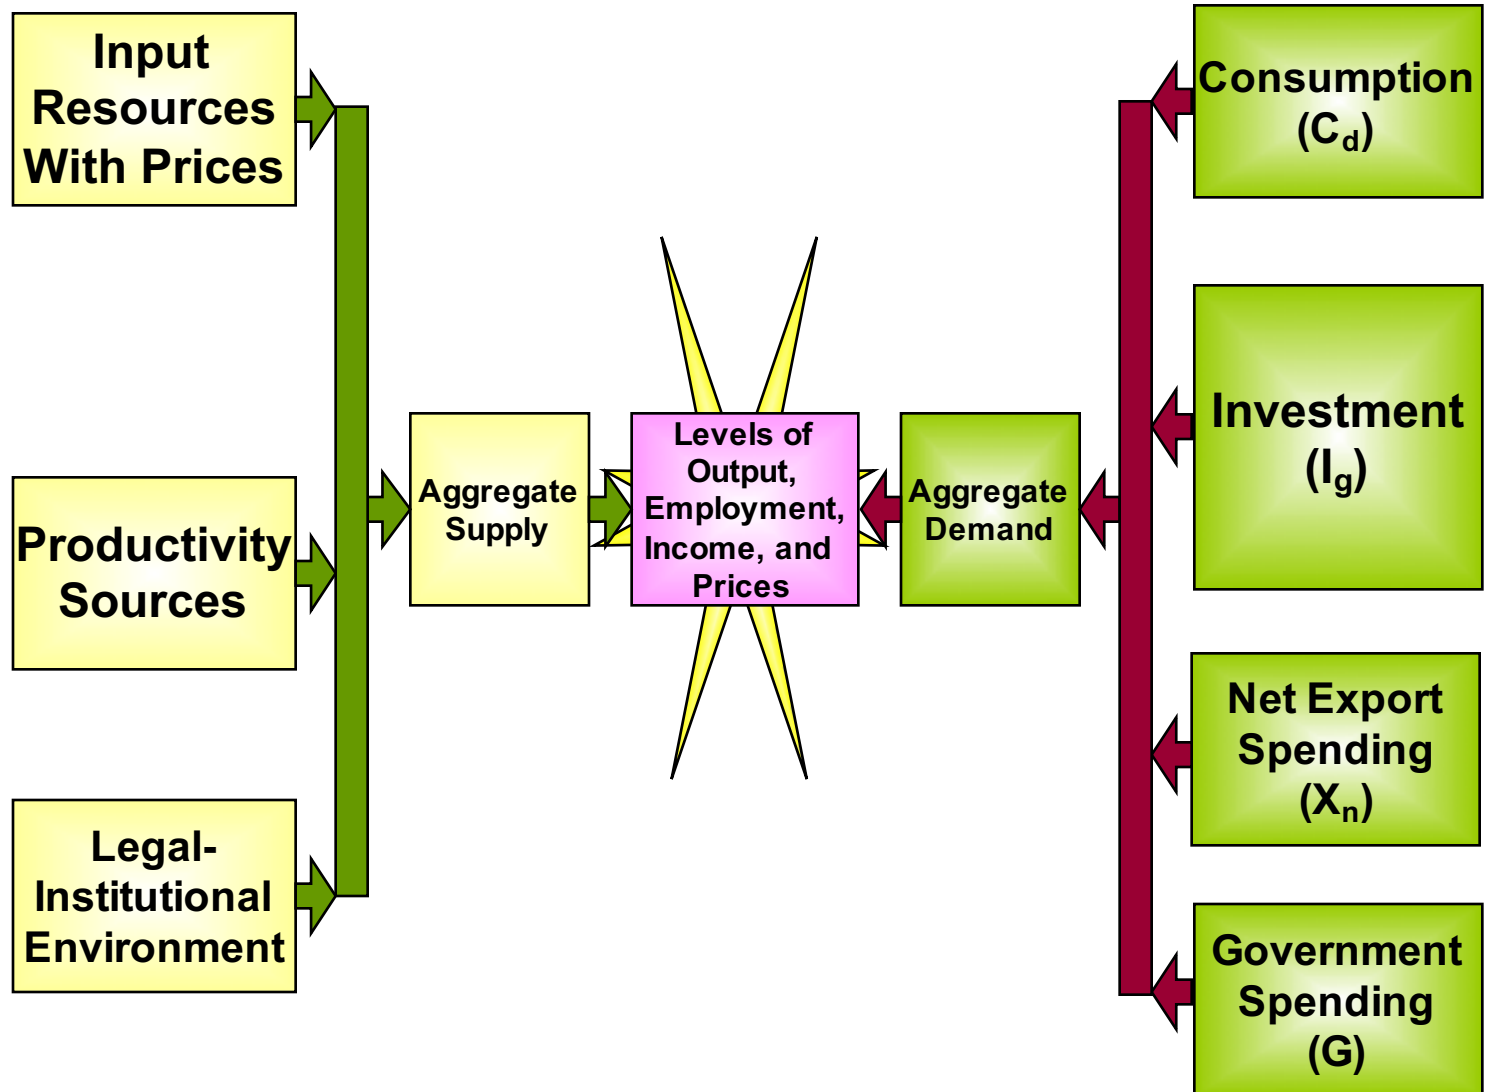 Input
Resources
With Prices
Productivity
Sources
Legal-
Institutional
Environment
Aggregate
Supply
Levels of
Output,
Employment,
Income, and
Prices
Aggregate
Demand
Consumption
(Cd)
Investment
(Ig)
Net Export
Spending
(Xn)
Government
Spending
(G)